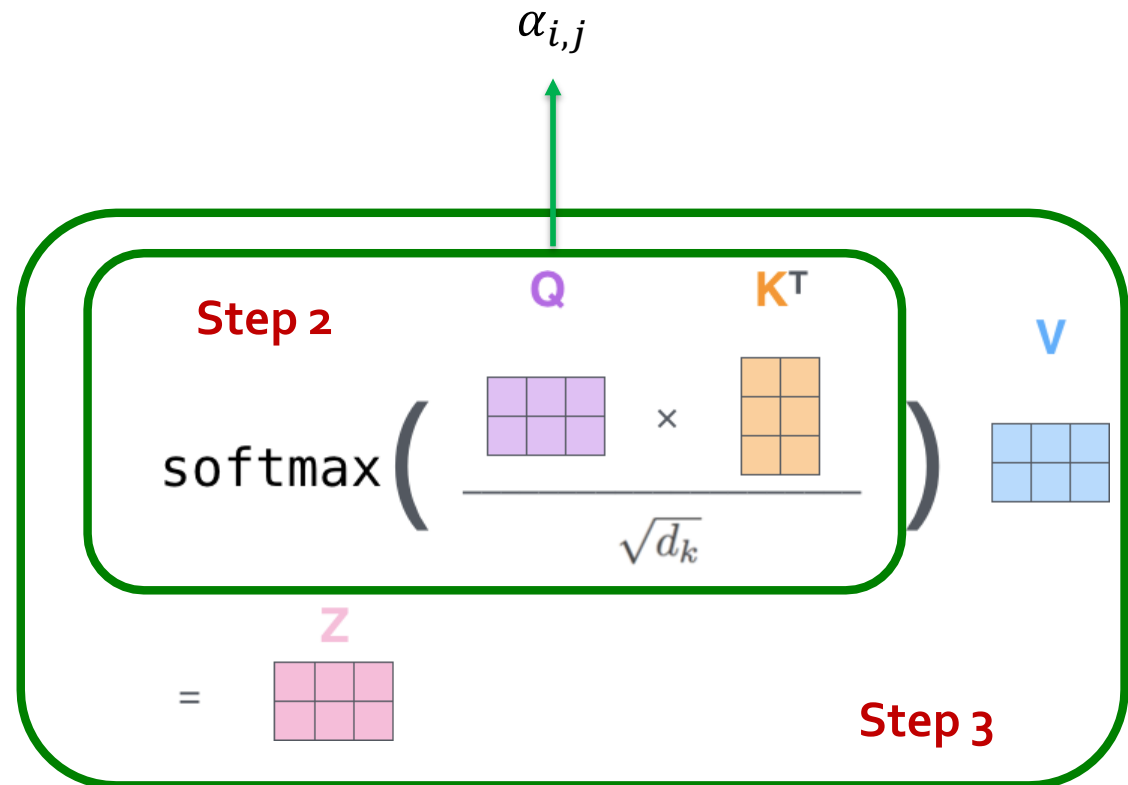 α_{i,j}
Q K^T
Step 2
V
softmax( × )
√d_k
Z
=
Step 3